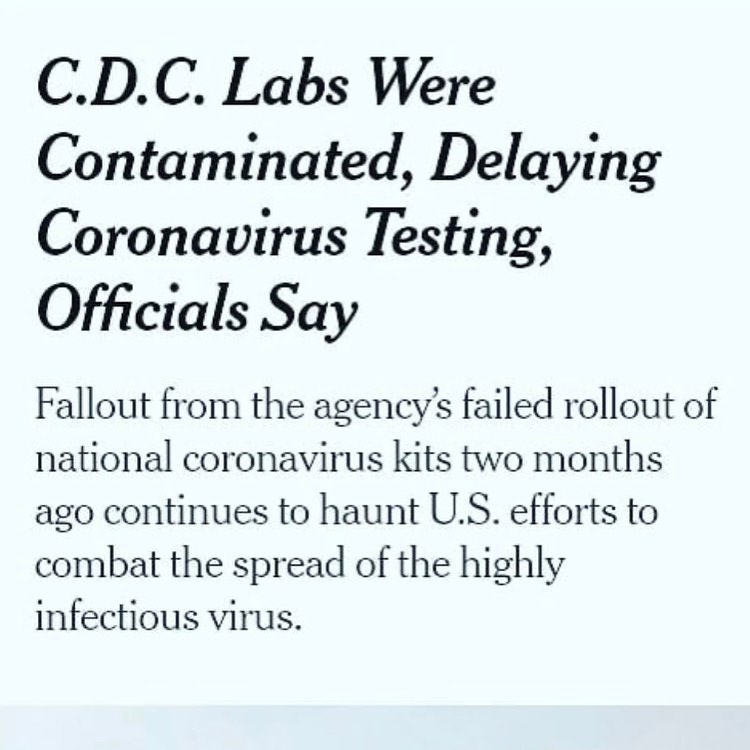 C.D.C. Labs Were
Contaminated, Delaying
Coronavirus Testing,
Officials Say
Fallout from the agency’s failed rollout of
national coronavirus kits two months
ago continues to haunt U.S. efforts to
combat the spread of the highly
infectious virus.